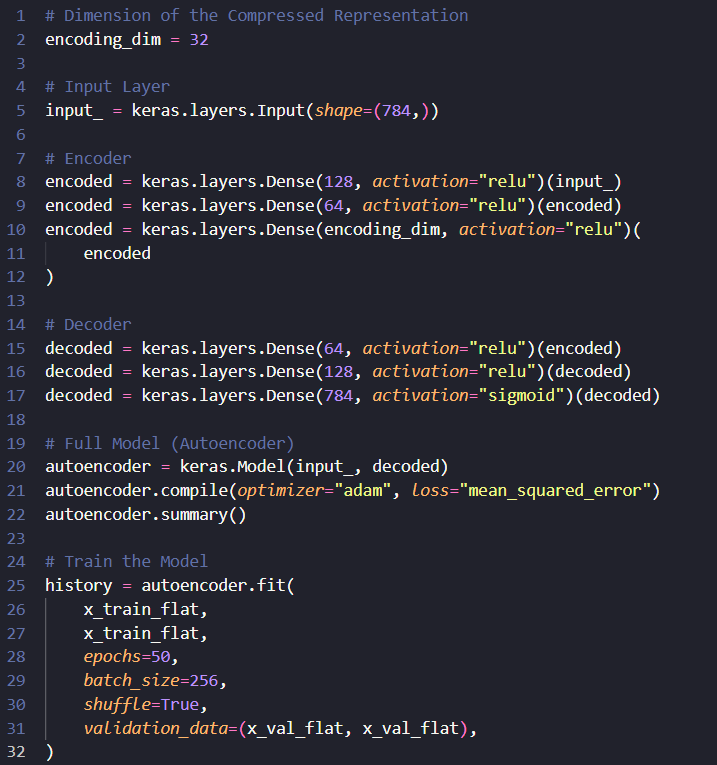 1 # Dimension of the Compressed Representation
2 encoding_dim = 32
3
4 # Input Layer
5 input_ = keras.layers.Input(shape=(784,))
6
7 # Encoder
8 encoded = keras.layers.Dense(128, activation="relu")(input_)
9 encoded = keras.layers.Dense(64, activation="relu")(encoded)
10 encoded = keras.layers.Dense(encoding_dim, activation="relu")(
11     encoded
12 )
13
14 # Decoder
15 decoded = keras.layers.Dense(64, activation="relu")(encoded)
16 decoded = keras.layers.Dense(128, activation="relu")(decoded)
17 decoded = keras.layers.Dense(784, activation="sigmoid")(decoded)
18
19 # Full Model (Autoencoder)
20 autoencoder = keras.Model(input_, decoded)
21 autoencoder.compile(optimizer="adam", loss="mean_squared_error")
22 autoencoder.summary()
23
24 # Train the Model
25 history = autoencoder.fit(
26     x_train_flat,
27     x_train_flat,
28     epochs=50,
29     batch_size=256,
30     shuffle=True,
31     validation_data=(x_val_flat, x_val_flat),
32 )